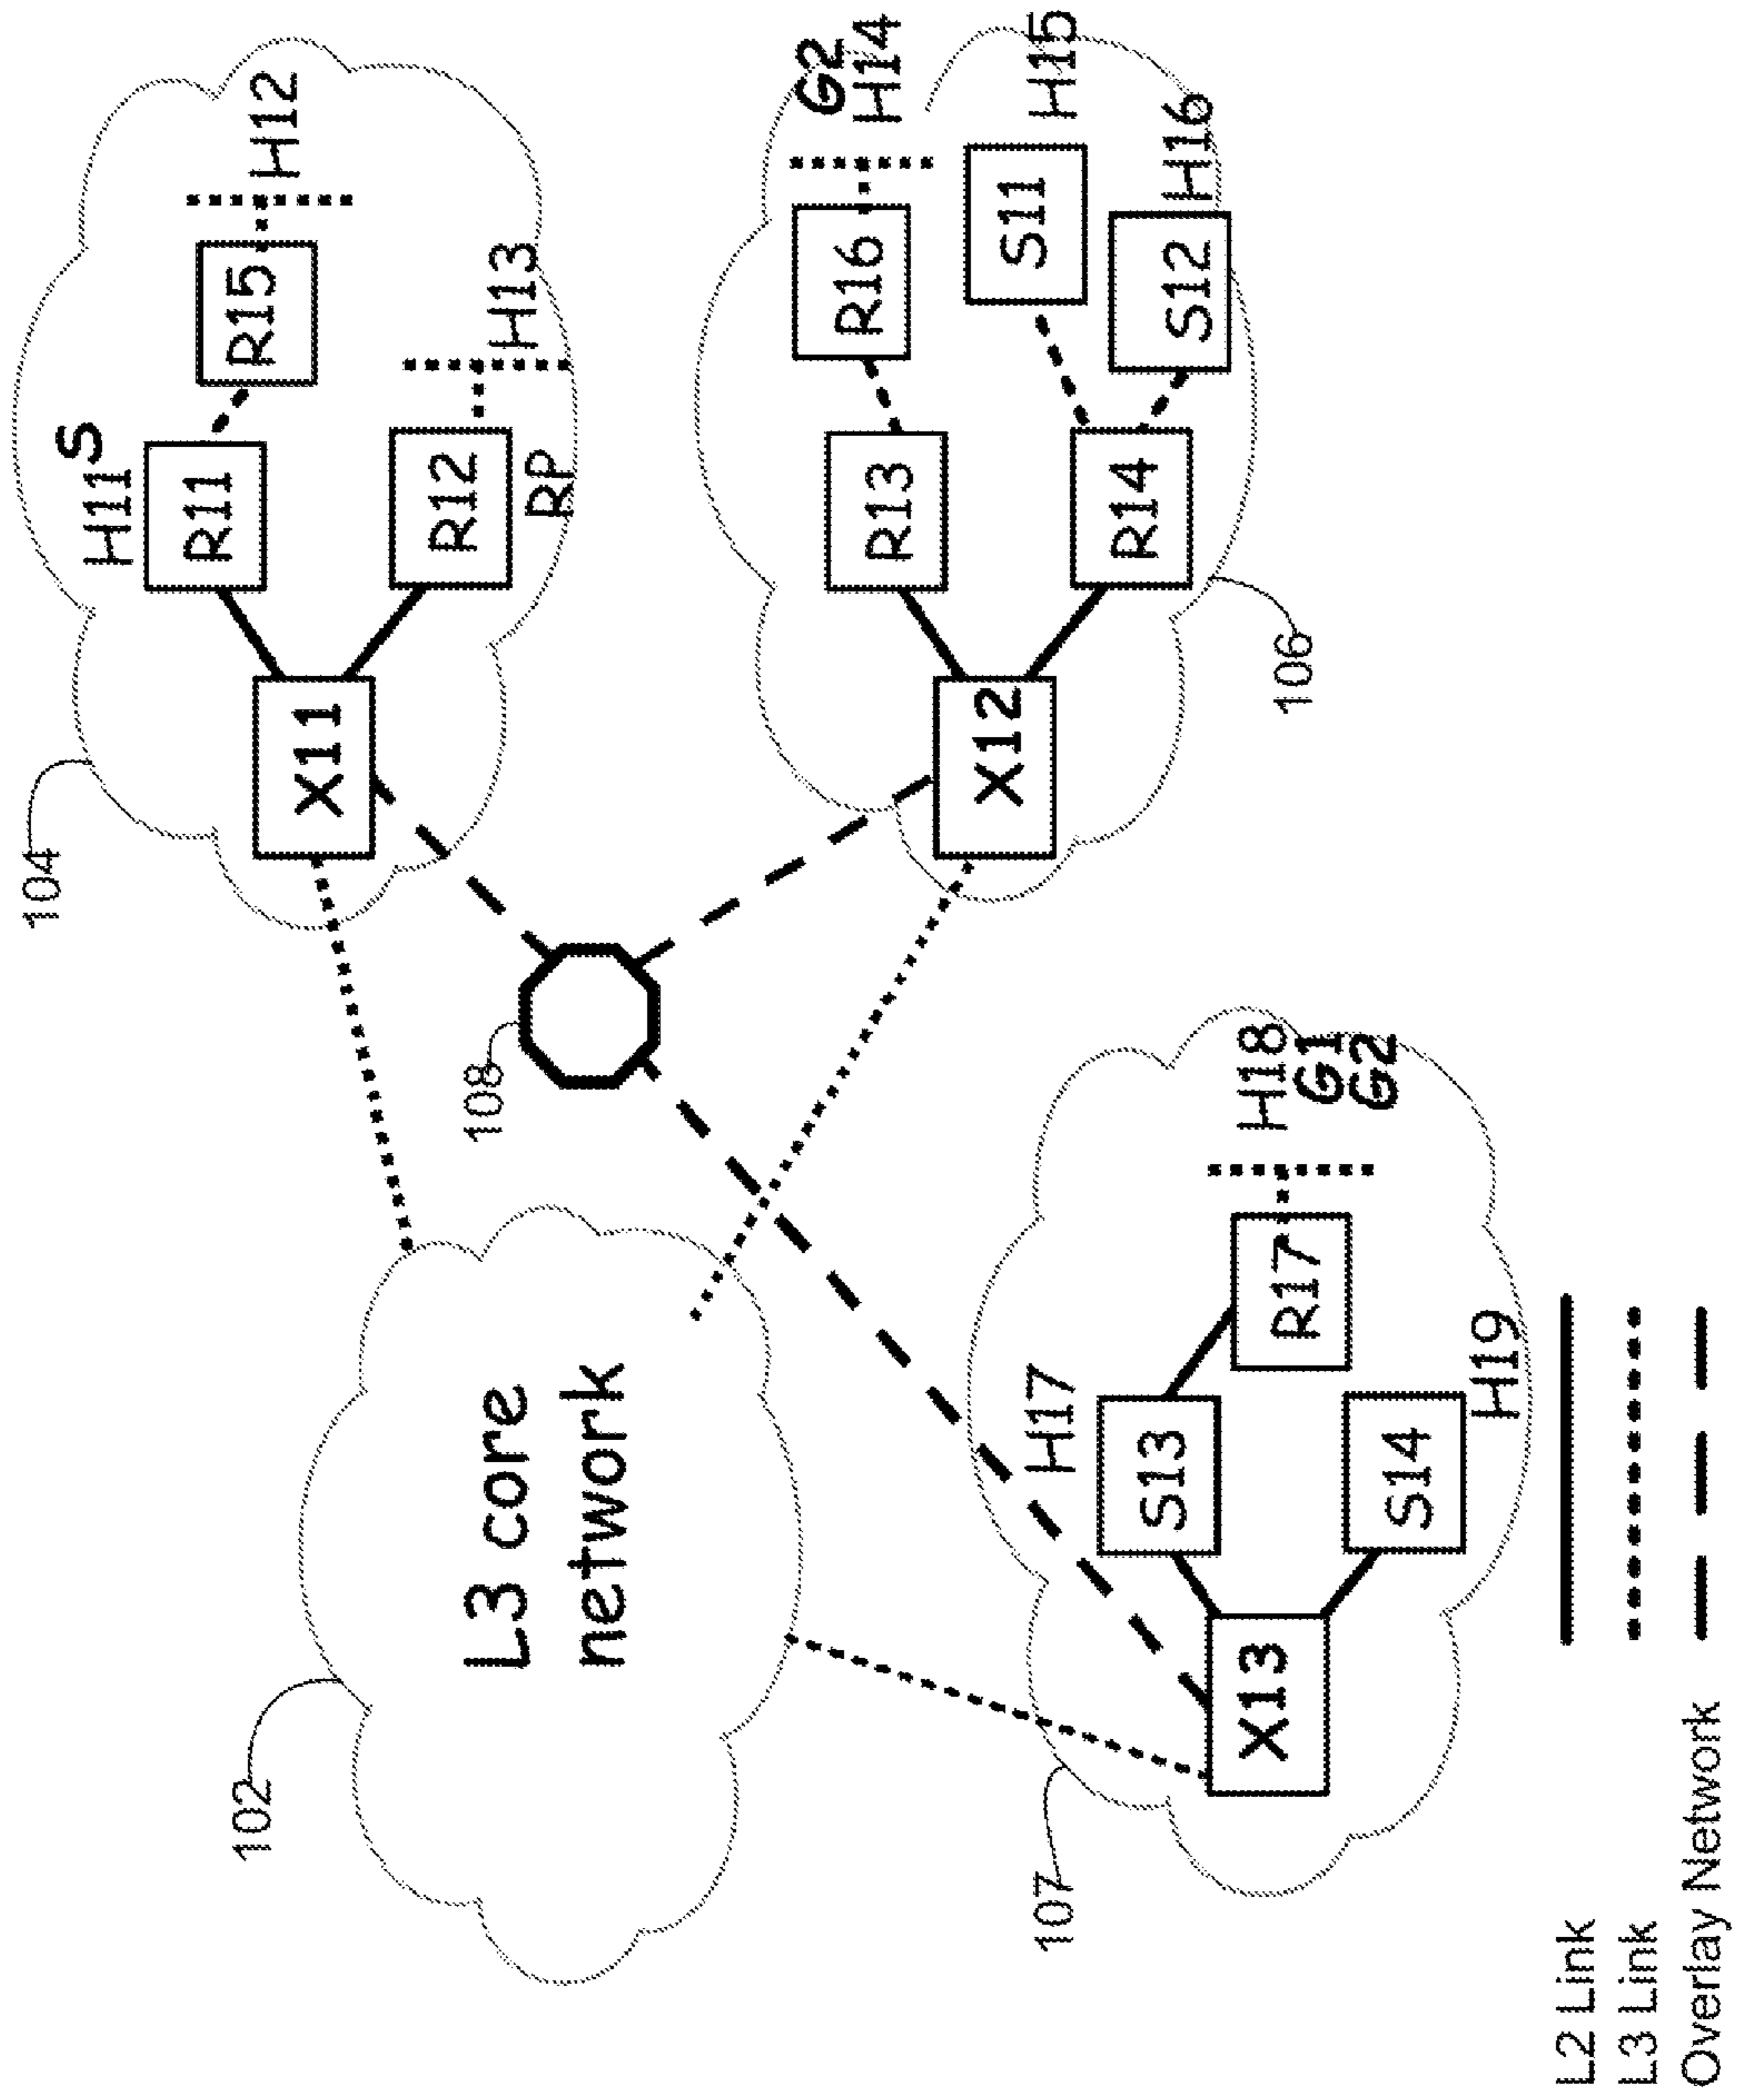 104
H11
S
R11
R15
H12
X11
R12
RP
H13
102
L3 core
network
108
G2
H14
R13
R16
X12
R14
S11
H15
S12
H16
106
107
H17
S13
X13
R17
H18
G1
G2
S14
H19
L2 Link
L3 Link
Overlay Network